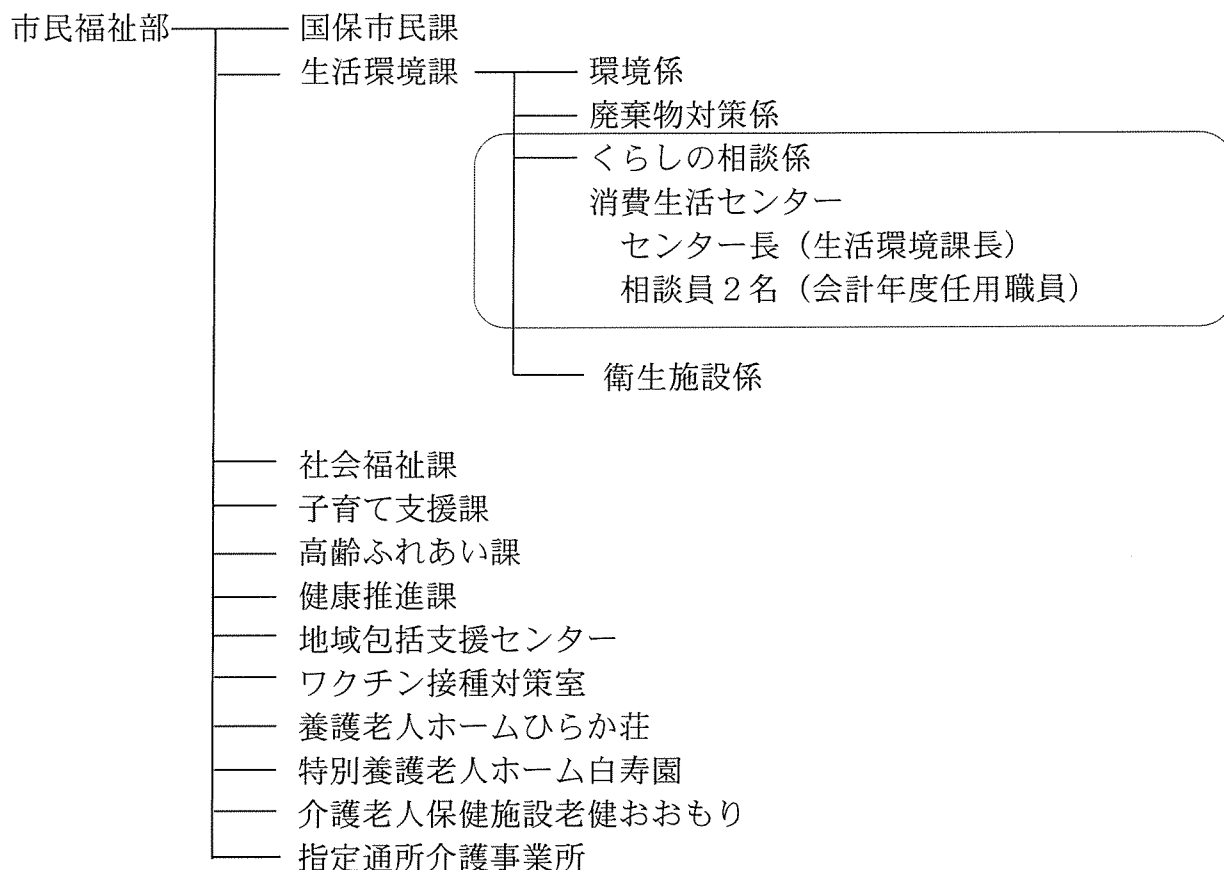 市民福祉部 国保市民課
生活環境課 環境係
廃棄物対策係
くらしの相談係
消費生活センター
センター長（生活環境課長）
相談員２名（会計年度任用職員）
衛生施設係
社会福祉課
子育て支援課
高齢ふれあい課
健康推進課
地域包括支援センター
ワクチン接種対策室
養護老人ホームひらか荘
特別養護老人ホーム白寿園
介護老人保健施設老健おおもり
指定通所介護事業所